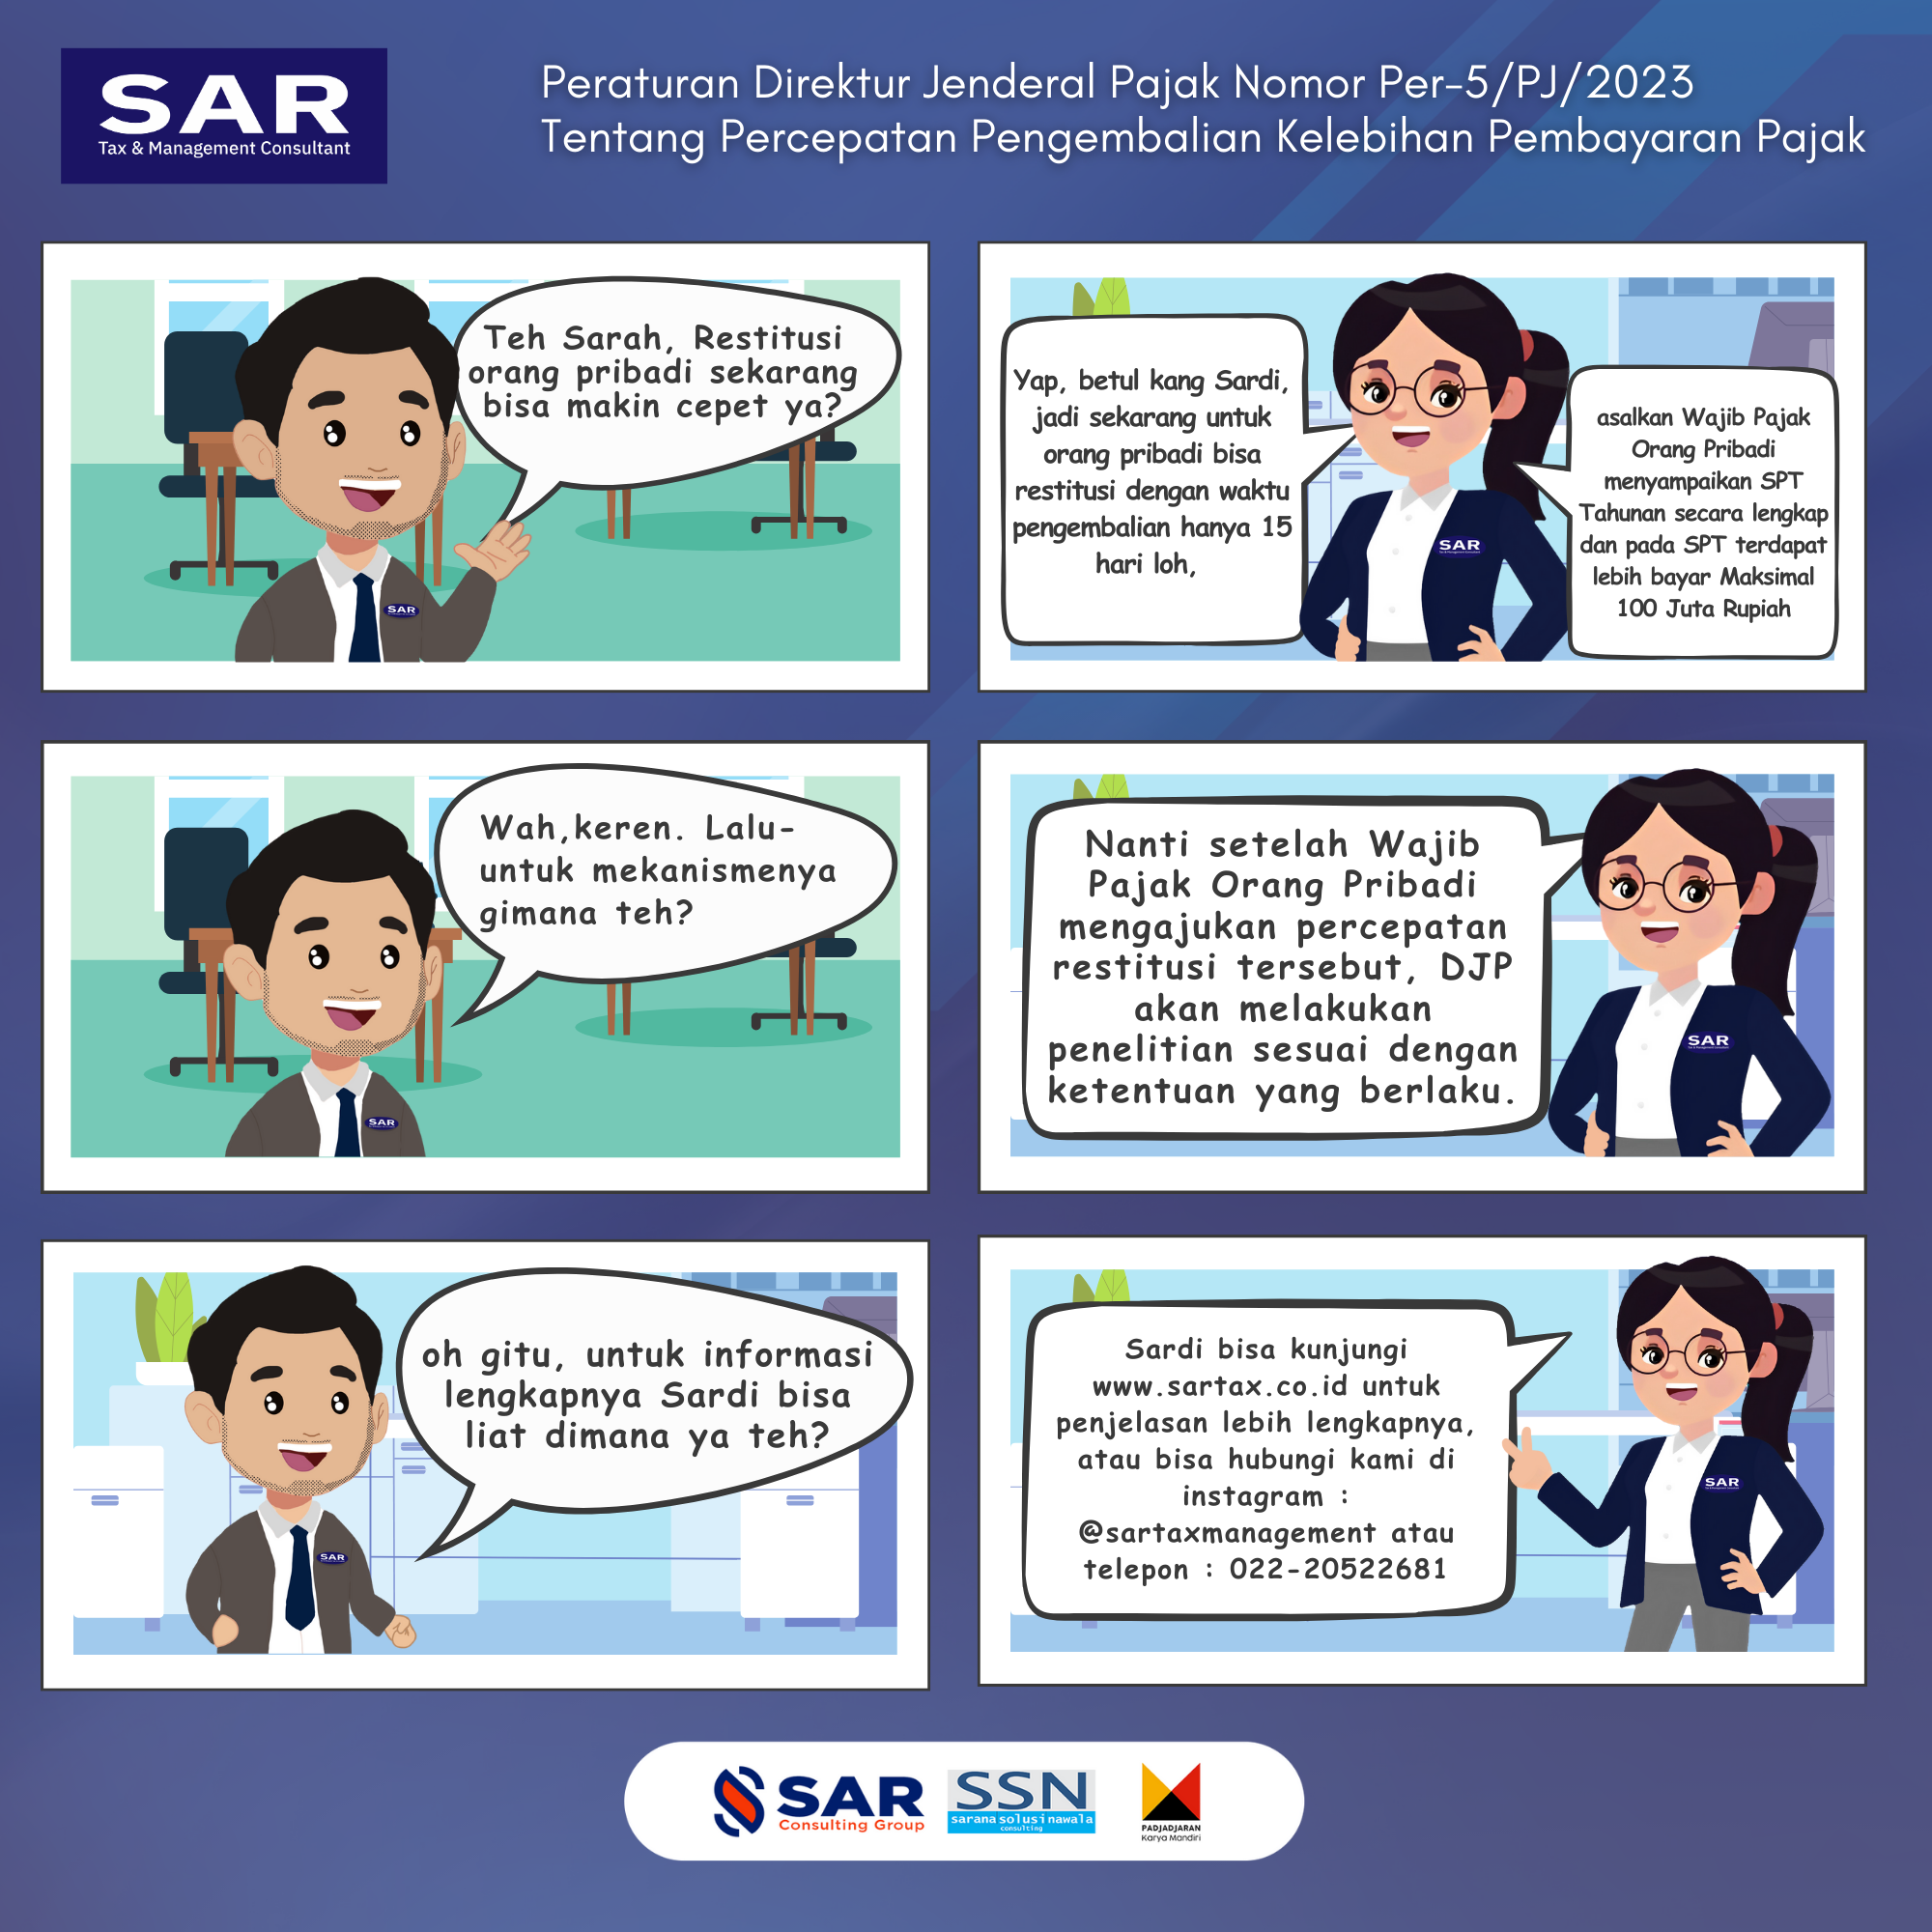 SAR
Tax & Management Consultant
Peraturan Direktur Jenderal Pajak Nomor Per-5/PJ/2023
Tentang Percepatan Pengembalian Kelebihan Pembayaran Pajak
Teh Sarah, Restitusi
orang pribadi sekarang
bisa makin cepet ya?
SAR
Yap, betul kang Sardi,
jadi sekarang untuk
orang pribadi bisa
restitusi dengan waktu
pengembalian hanya 15
hari loh,
SAR
asalkan Wajib Pajak
Orang Pribadi
menyampaikan SPT
Tahunan secara lengkap
dan pada SPT terdapat
lebih bayar Maksimal
100 Juta Rupiah
Wah,keren. Lalu-
untuk mekanismenya
gimana teh?
SAR
Nanti setelah Wajib
Pajak Orang Pribadi
mengajukan percepatan
restitusi tersebut, DJP
akan melakukan
penelitian sesuai dengan
ketentuan yang berlaku.
SAR
oh gitu, untuk informasi
lengkapnya Sardi bisa
liat dimana ya teh?
SAR
Sardi bisa kunjungi
www.sartax.co.id untuk
penjelasan lebih lengkapnya,
atau bisa hubungi kami di
instagram :
@sartaxmanagement atau
telepon : 022-20522681
SAR
SAR
Consulting Group
SSN
sarana solusi nawala
consulting
PADJADJARAN
Karya Mandiri